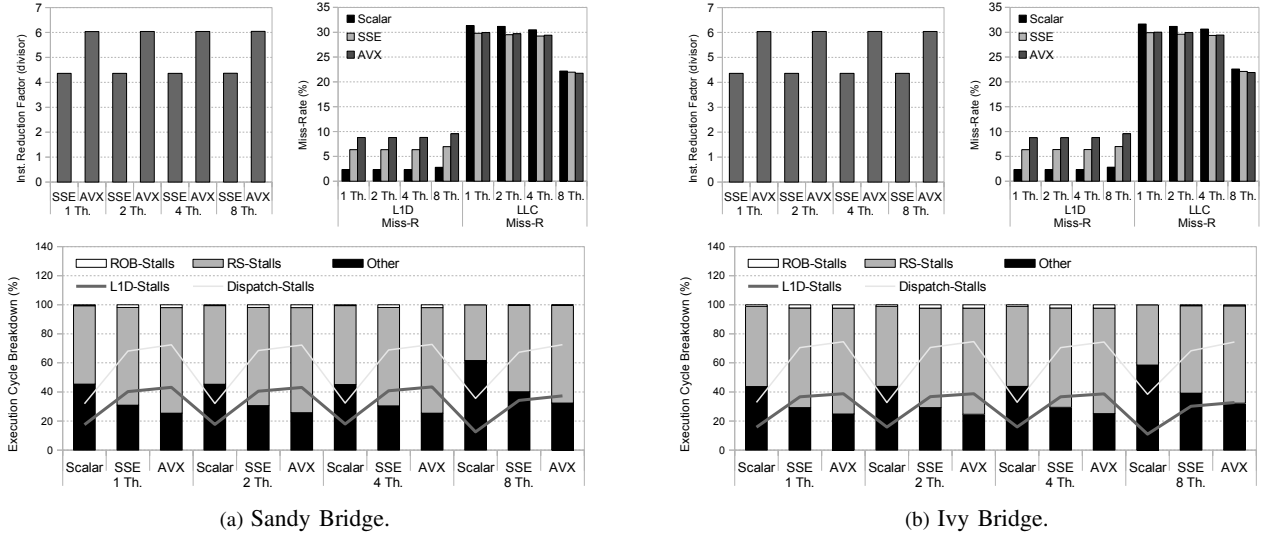 Inst. Reduction Factor (divisor)
7
6
5
4
3
2
1
0
SSE AVX SSE AVX SSE AVX SSE AVX
1 Th. 2 Th. 4 Th. 8 Th.
Miss-Rate (%)
35
30
25
20
15
10
5
0
Scalar
SSE
AVX
1 Th. 2 Th. 4 Th. 8 Th. 1 Th. 2 Th. 4 Th. 8 Th.
L1D LLC
Miss-R Miss-R
Execution Cycle Breakdown (%)
140
120
100
80
60
40
20
0
ROB-Stalls RS-Stalls Other
L1D-Stalls Dispatch-Stalls
Scalar SSE AVX Scalar SSE AVX Scalar SSE AVX Scalar SSE AVX
1 Th. 2 Th. 4 Th. 8 Th.
(a) Sandy Bridge.
Inst. Reduction Factor (divisor)
7
6
5
4
3
2
1
0
SSE AVX SSE AVX SSE AVX SSE AVX
1 Th. 2 Th. 4 Th. 8 Th.
Miss-Rate (%)
35
30
25
20
15
10
5
0
Scalar
SSE
AVX
1 Th. 2 Th. 4 Th. 8 Th. 1 Th. 2 Th. 4 Th. 8 Th.
L1D LLC
Miss-R Miss-R
Execution Cycle Breakdown (%)
140
120
100
80
60
40
20
0
ROB-Stalls RS-Stalls Other
L1D-Stalls Dispatch-Stalls
Scalar SSE AVX Scalar SSE AVX Scalar SSE AVX Scalar SSE AVX
1 Th. 2 Th. 4 Th. 8 Th.
(b) Ivy Bridge.